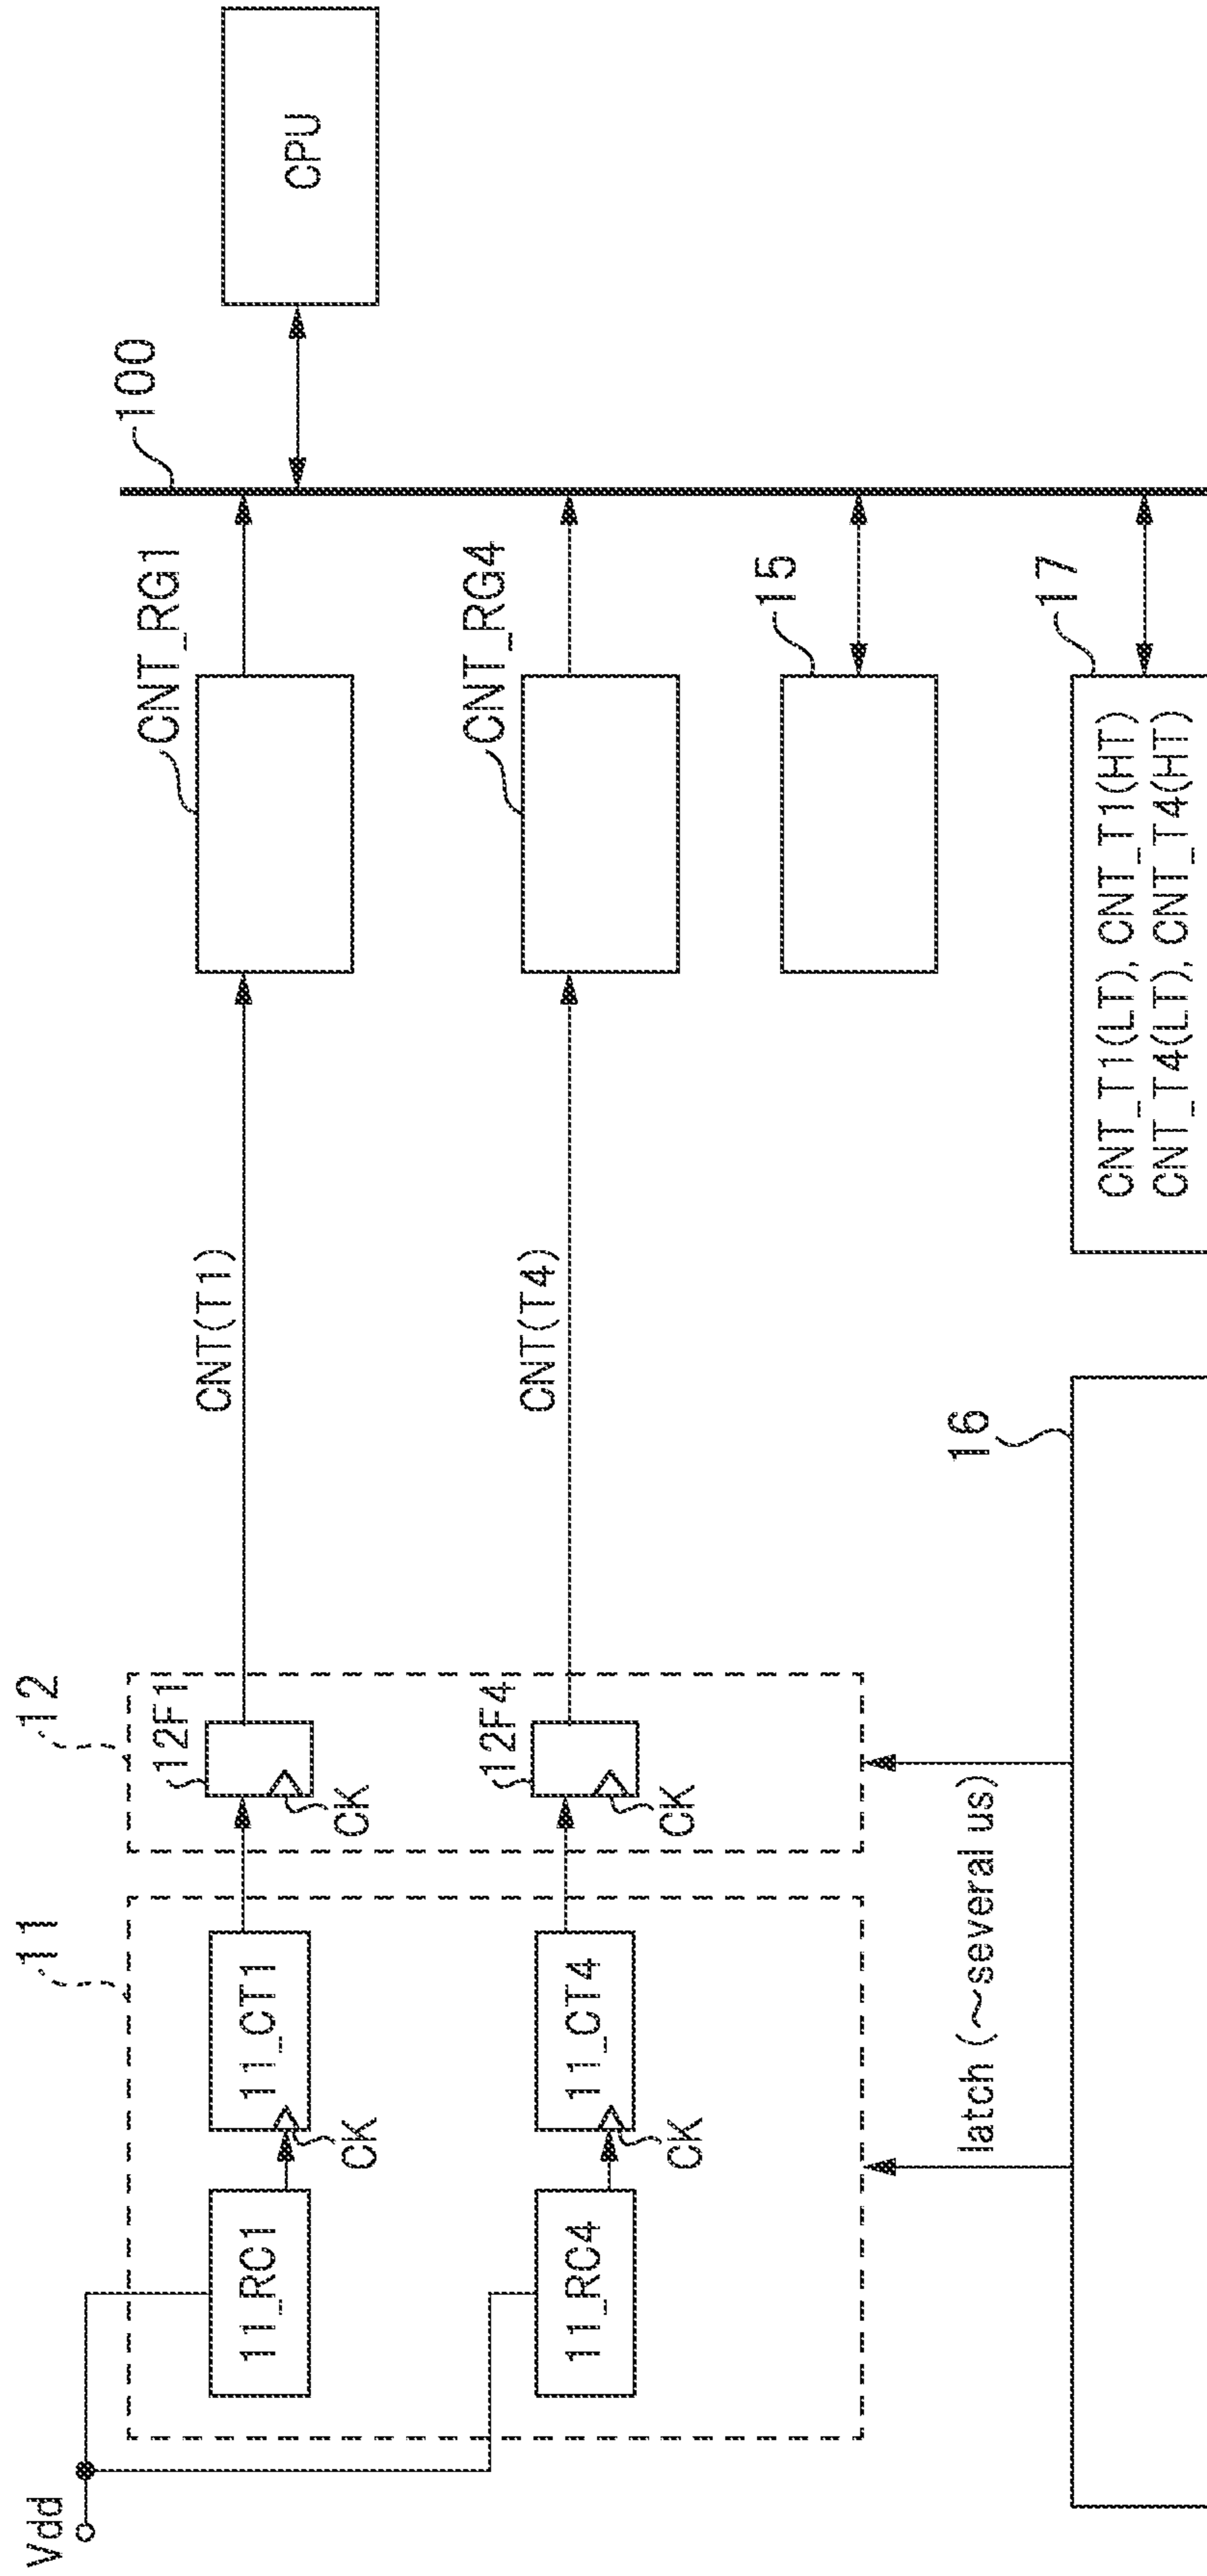 Vdd
11
12
11_RC1
CK
11_CT1
12F1
CK
CNT(T1)
CNT_RG1
100
CPU
11_RC4
CK
11_CT4
12F4
CK
CNT(T4)
CNT_RG4
15
latch (～several us)
16
17
CNT_T1(LT), CNT_T1(HT)
CNT_T4(LT), CNT_T4(HT)